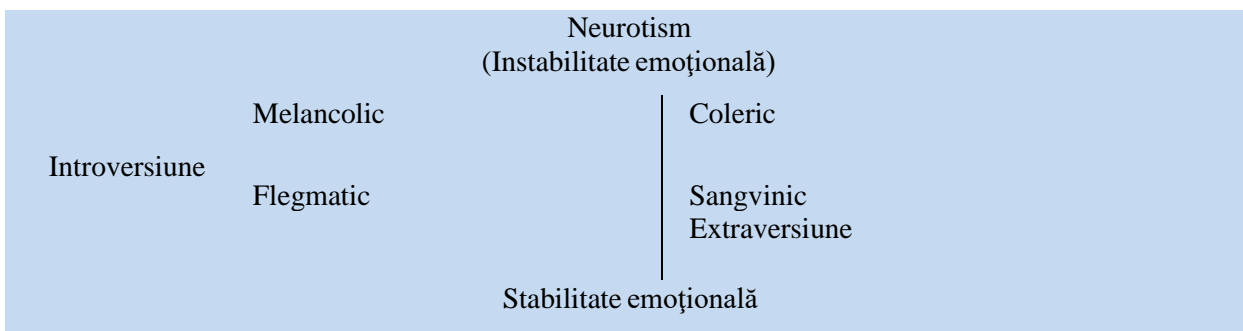 Neurotism
(Instabilitate emoţională)
Melancolic Coleric
Introversiune
Flegmatic Sangvinic
Extraversiune
Stabilitate emoţională